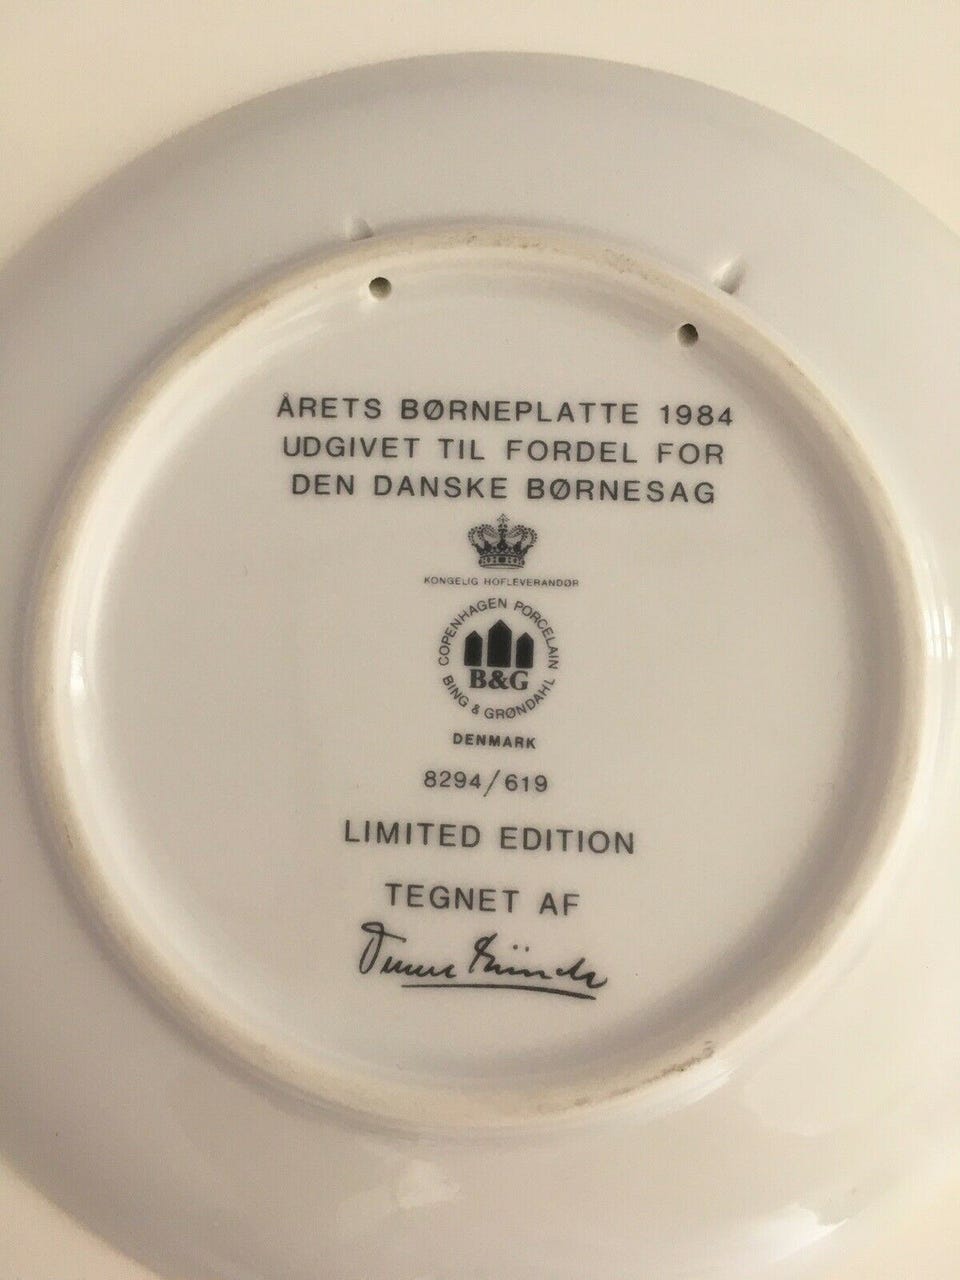 ÅRETS BØRNEPLATTE 1984
UDGIVET TIL FORDEL FOR
DEN DANSKE BØRNESAG
KONGELIG HOFLEVERANDØR
COPENHAGEN PORCELAIN
B&G
BING & GRØNDAHL
DENMARK
8294/619
LIMITED EDITION
TEGNET AF